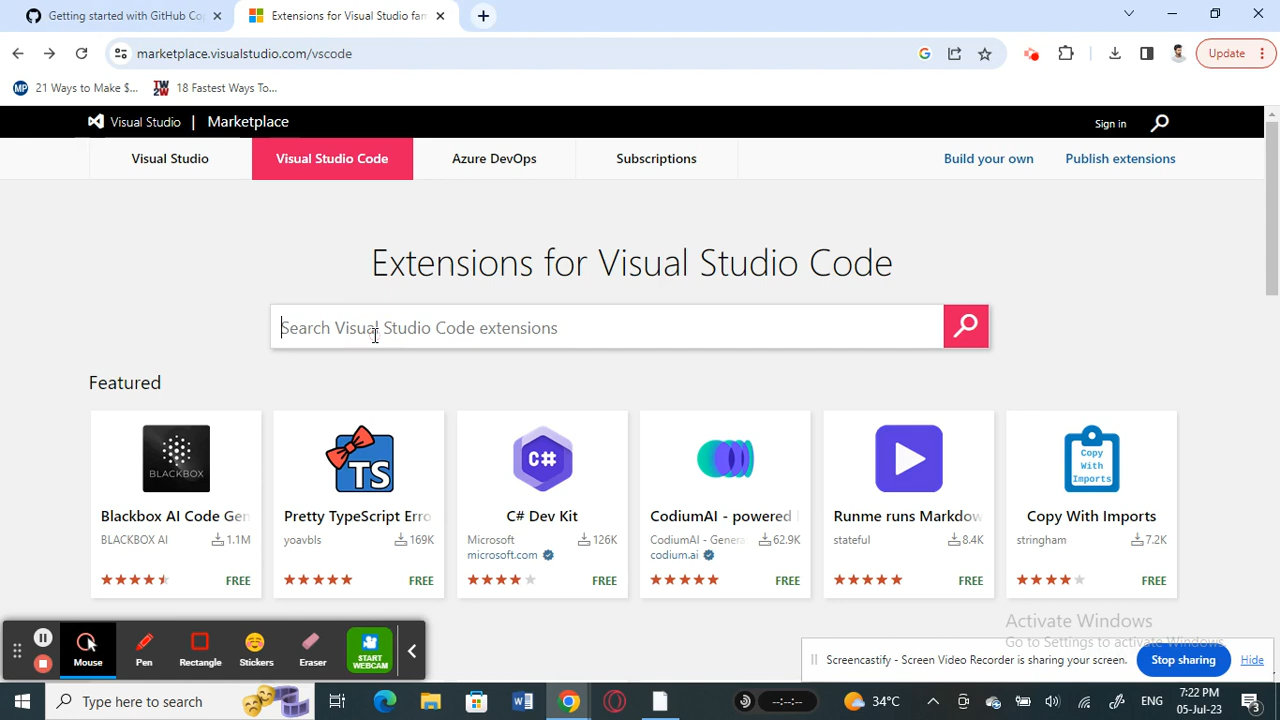 Getting started with GitHub Co
Extensions for Visual Studio fam
marketplace.visualstudio.com/vscode
Update
21 Ways to Make $...
18 Fastest Ways To...
Visual Studio | Marketplace
Sign in
Visual Studio
Visual Studio Code
Azure DevOps
Subscriptions
Build your own
Publish extensions
Extensions for Visual Studio Code
Search Visual Studio Code extensions
Featured
BLACKBOX
Blackbox AI Code Gen
BLACKBOX AI 1.1M
FREE
TS
Pretty TypeScript Erro
yoavbls 169K
FREE
C#
C# Dev Kit
Microsoft 126K
microsoft.com
FREE
CodiumAI - powered
CodiumAI - Genera 62.9K
codium.ai
FREE
Runme runs Markdow
stateful 8.4K
FREE
Copy
With
Imports
Copy With Imports
stringham 7.2K
FREE
Activate Windows
Go to Settings to activate Windows.
Mouse
Pen
Rectangle
Stickers
Eraser
START
WEBCAM
Screencastify - Screen Video Recorder is sharing your screen.
Stop sharing
Hide
Type here to search
--:--:--
34°C
ENG
7:22 PM
05-Jul-23
3